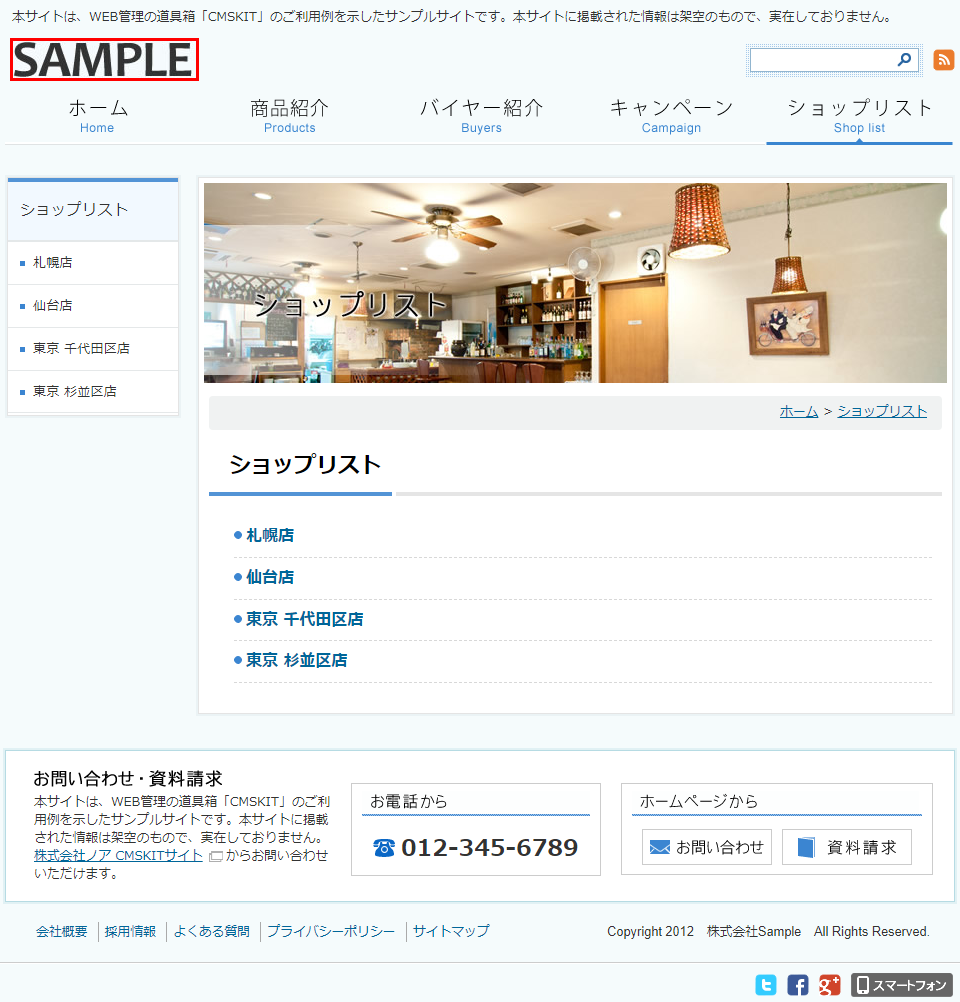 本サイトは、WEB管理の道具箱「CMSKIT」のご利用例を示したサンプルサイトです。本サイトに掲載された情報は架空のもので、実在しておりません。
SAMPLE
ホーム
Home
商品紹介
Products
バイヤー紹介
Buyers
キャンペーン
Campaign
ショップリスト
Shop list
ショップリスト
札幌店
仙台店
東京 千代田区店
東京 杉並区店
ショップリスト
ホーム > ショップリスト
ショップリスト
札幌店
仙台店
東京 千代田区店
東京 杉並区店
お問い合わせ・資料請求
本サイトは、WEB管理の道具箱「CMSKIT」のご利
用例を示したサンプルサイトです。本サイトに掲載
された情報は架空のもので、実在しておりません。
株式会社ノア CMSKITサイト からお問い合わせ
いただけます。
お電話から
012-345-6789
ホームページから
お問い合わせ
資料請求
会社概要 採用情報 よくある質問 プライバシーポリシー サイトマップ
Copyright 2012 株式会社Sample All Rights Reserved.
スマートフォン